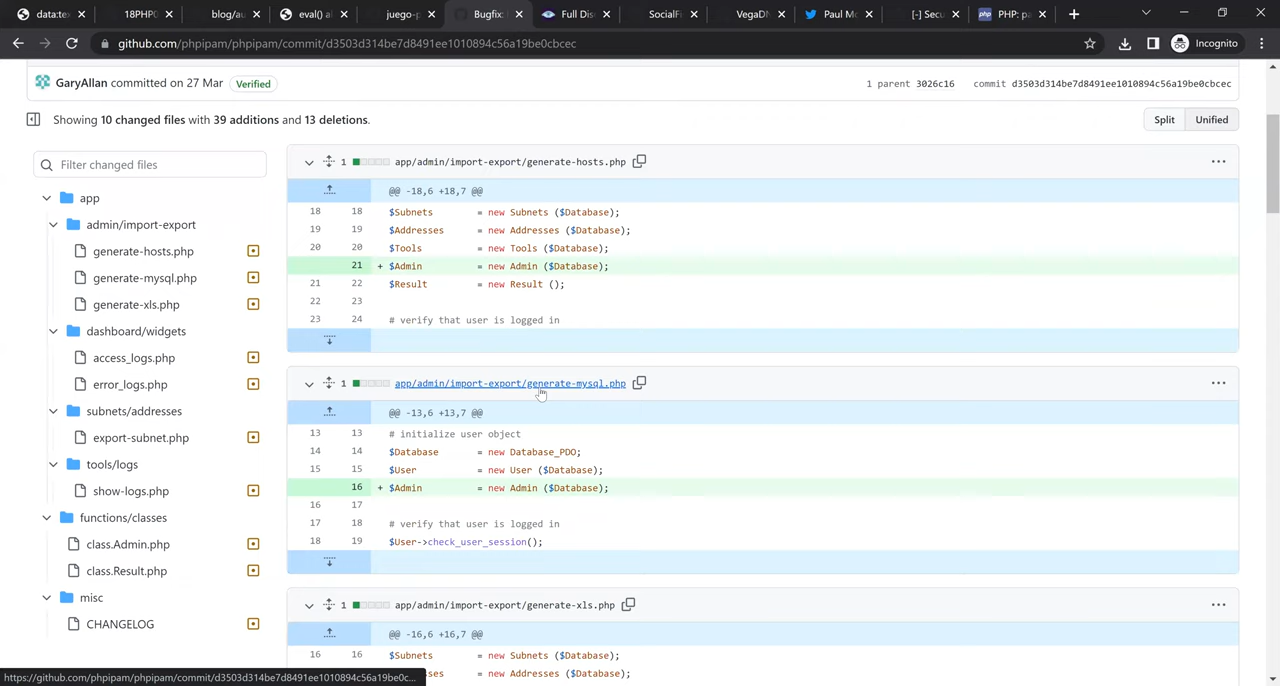 data:tex
18PHP0
blog/au
eval() al
juego-p
Bugfix:
Full Dis
SocialFi
VegaDN
Paul Mc
[-] Secu
PHP: pa
github.com/phpipam/phpipam/commit/d3503d314be7d8491ee1010894c56a19be0cbcec
Incognito
GaryAllan committed on 27 Mar Verified
1 parent 3026c16 commit d3503d314be7d8491ee1010894c56a19be0cbcec
Showing 10 changed files with 39 additions and 13 deletions.
Split Unified
Filter changed files
app
admin/import-export
generate-hosts.php
generate-mysql.php
generate-xls.php
dashboard/widgets
access_logs.php
error_logs.php
subnets/addresses
export-subnet.php
tools/logs
show-logs.php
functions/classes
class.Admin.php
class.Result.php
misc
CHANGELOG
1 app/admin/import-export/generate-hosts.php
@@ -18,6 +18,7 @@
18 18 $Subnets = new Subnets ($Database);
19 19 $Addresses = new Addresses ($Database);
20 20 $Tools = new Tools ($Database);
21 + $Admin = new Admin ($Database);
21 22 $Result = new Result ();
22 23
23 24 # verify that user is logged in
1 app/admin/import-export/generate-mysql.php
@@ -13,6 +13,7 @@
13 13 # initialize user object
14 14 $Database = new Database_PDO;
15 15 $User = new User ($Database);
16 + $Admin = new Admin ($Database);
16 17
17 18 # verify that user is logged in
18 19 $User->check_user_session();
1 app/admin/import-export/generate-xls.php
@@ -16,6 +16,7 @@
16 16 $Subnets = new Subnets ($Database);
sses = new Addresses ($Database);
https://github.com/phpipam/phpipam/commit/d3503d314be7d8491ee1010894c56a19be0c...